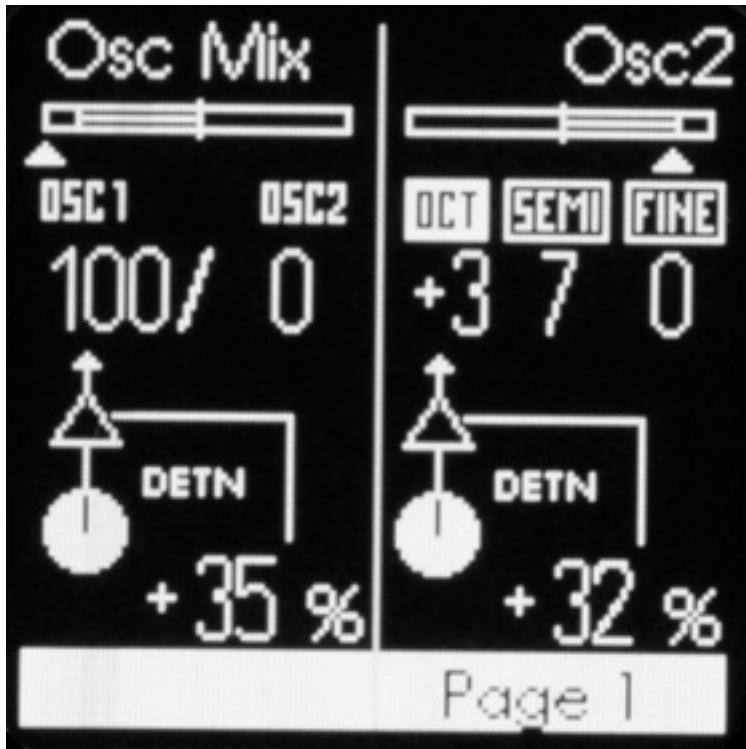 Osc Mix
OSC1 OSC2
100/ 0
DETN
+35 %
Osc2
OCT SEMI FINE
+3 7 0
DETN
+32 %
Page 1